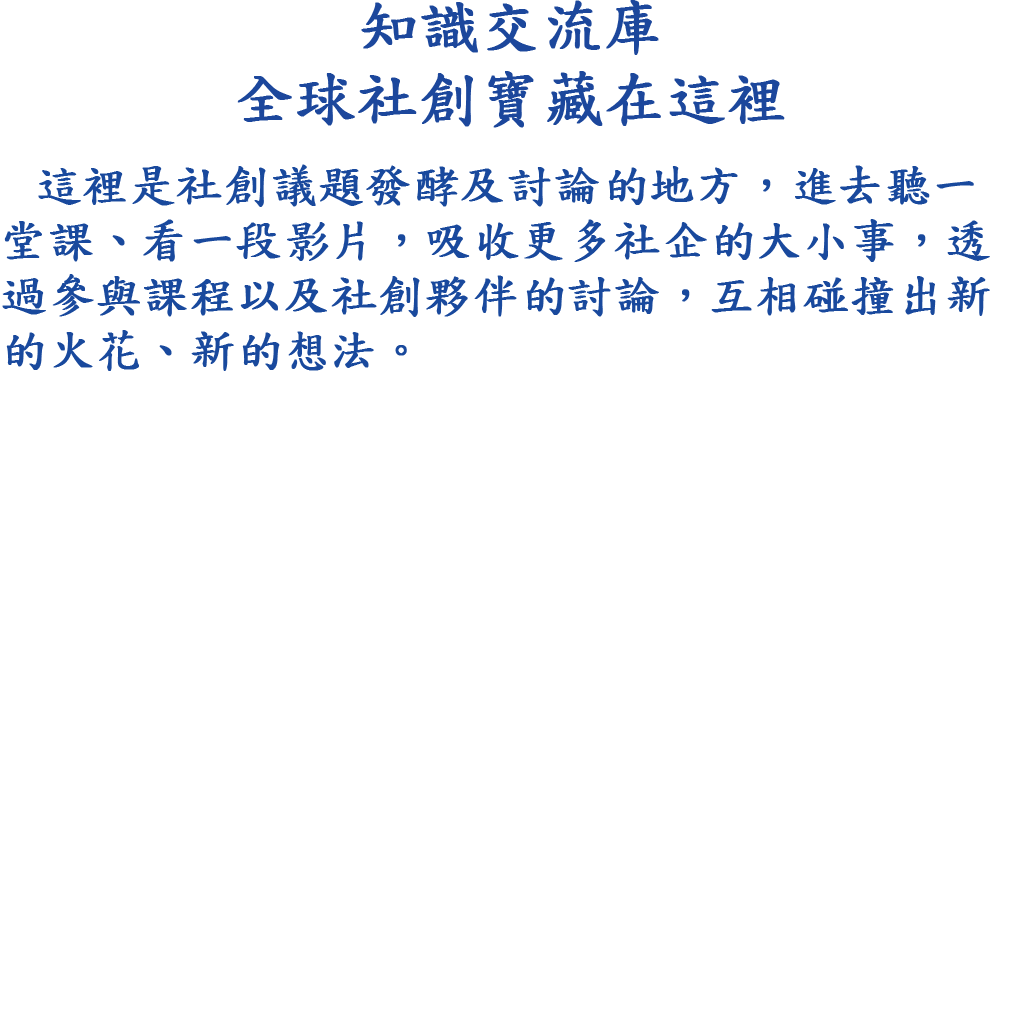 知識交流庫
全球社創寶藏在這裡
這裡是社創議題發酵及討論的地方，進去聽一
堂課、看一段影片，吸收更多社企的大小事，透
過參與課程以及社創夥伴的討論，互相碰撞出新
的火花、新的想法。